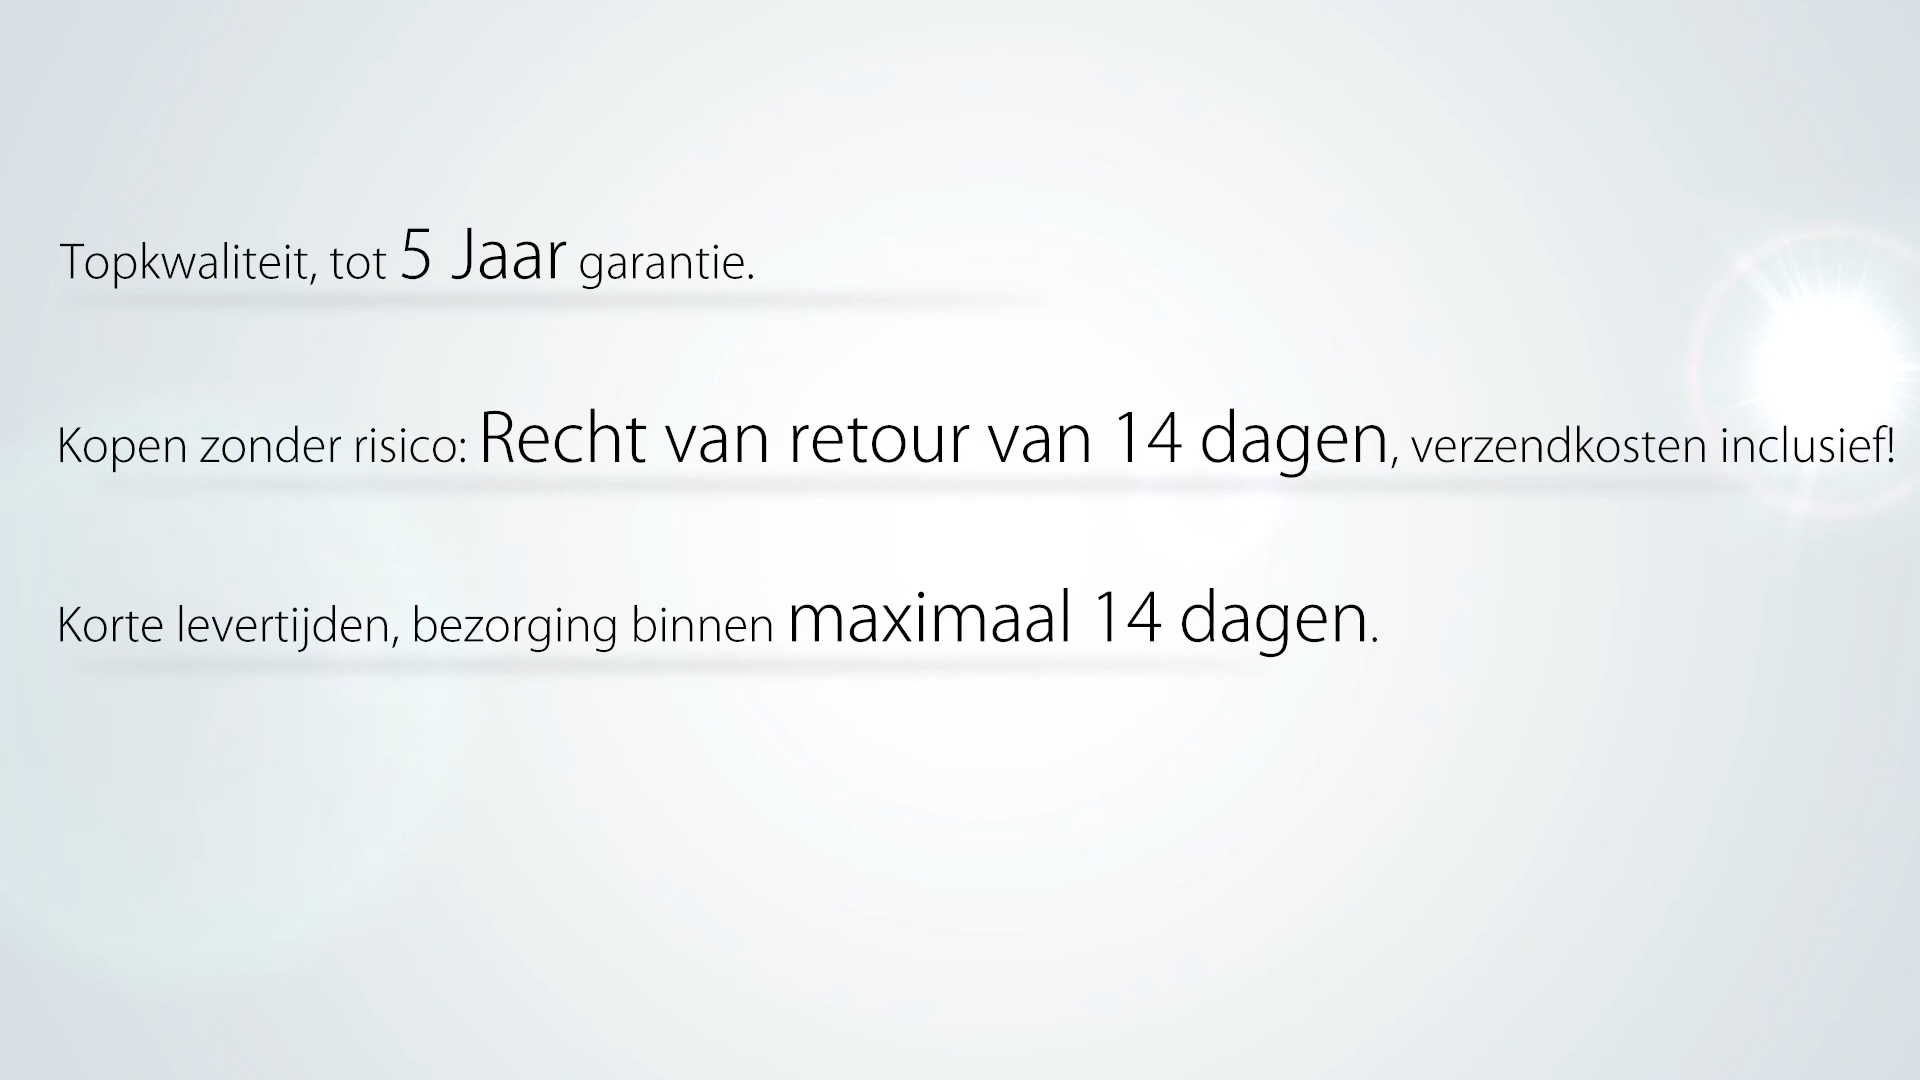 Topkwaliteit, tot 5 Jaar garantie.
Kopen zonder risico: Recht van retour van 14 dagen, verzendkosten inclusief!
Korte levertijden, bezorging binnen maximaal 14 dagen.